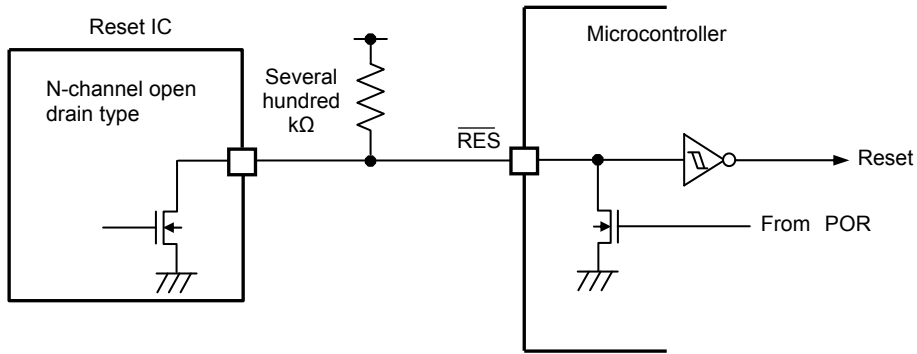 Reset IC
N-channel open
drain type
Several
hundred
kΩ
RES
Microcontroller
Reset
From POR